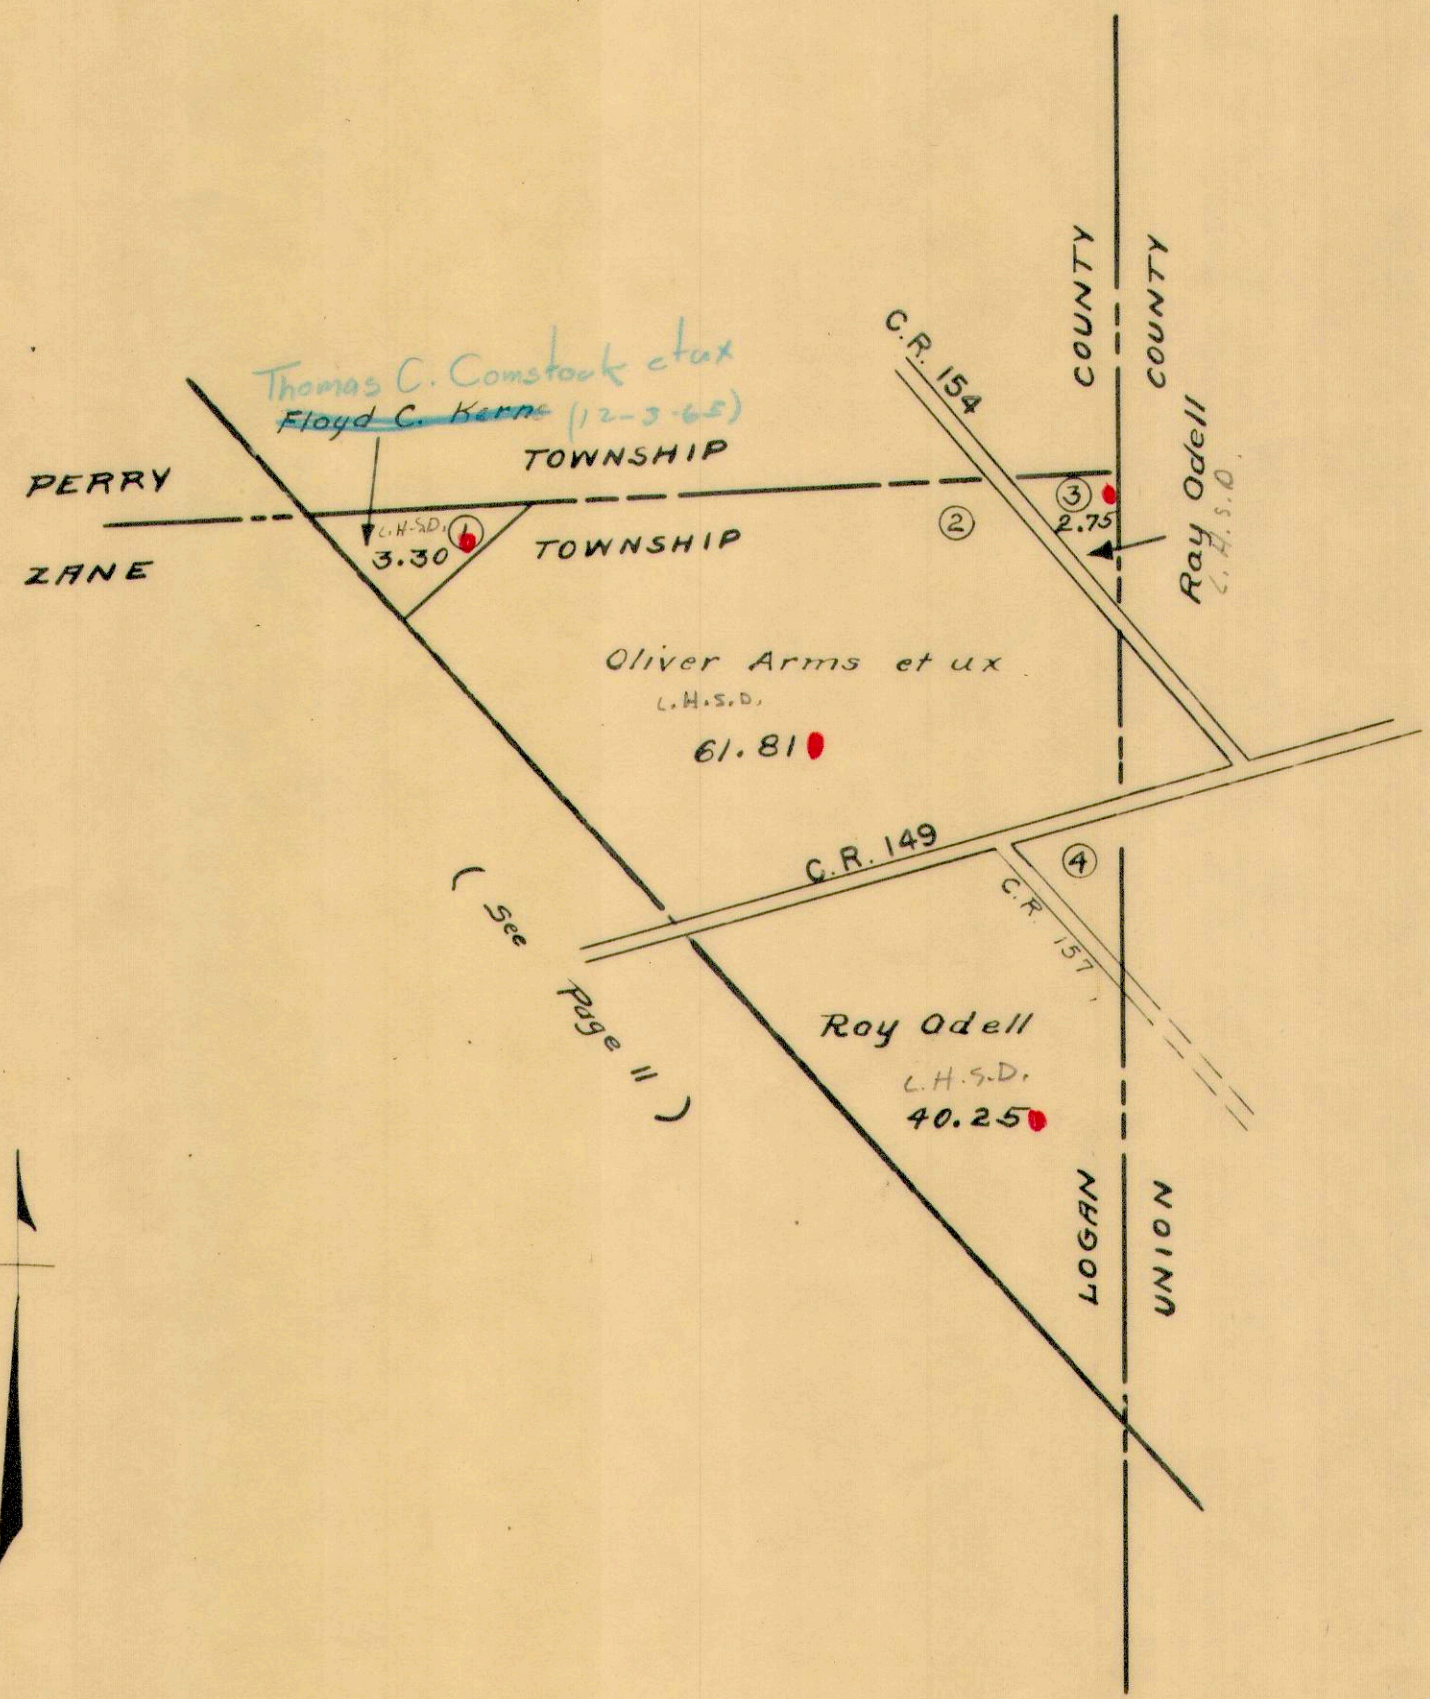 COUNTY
COUNTY
C.R. 154
Thomas C. Comstock etux
Floyd C. Kerns (12-3-65)
TOWNSHIP
PERRY
ZANE
TOWNSHIP
L.H.S.D. 1
3.30
2
3
2.75
Ray Odell
L.H.S.D.
Oliver Arms et ux
L.H.S.D.
61.81
C.R. 149
4
C.R. 157
( See Page 11 )
Roy Odell
L.H.S.D.
40.25
LOGAN
UNION